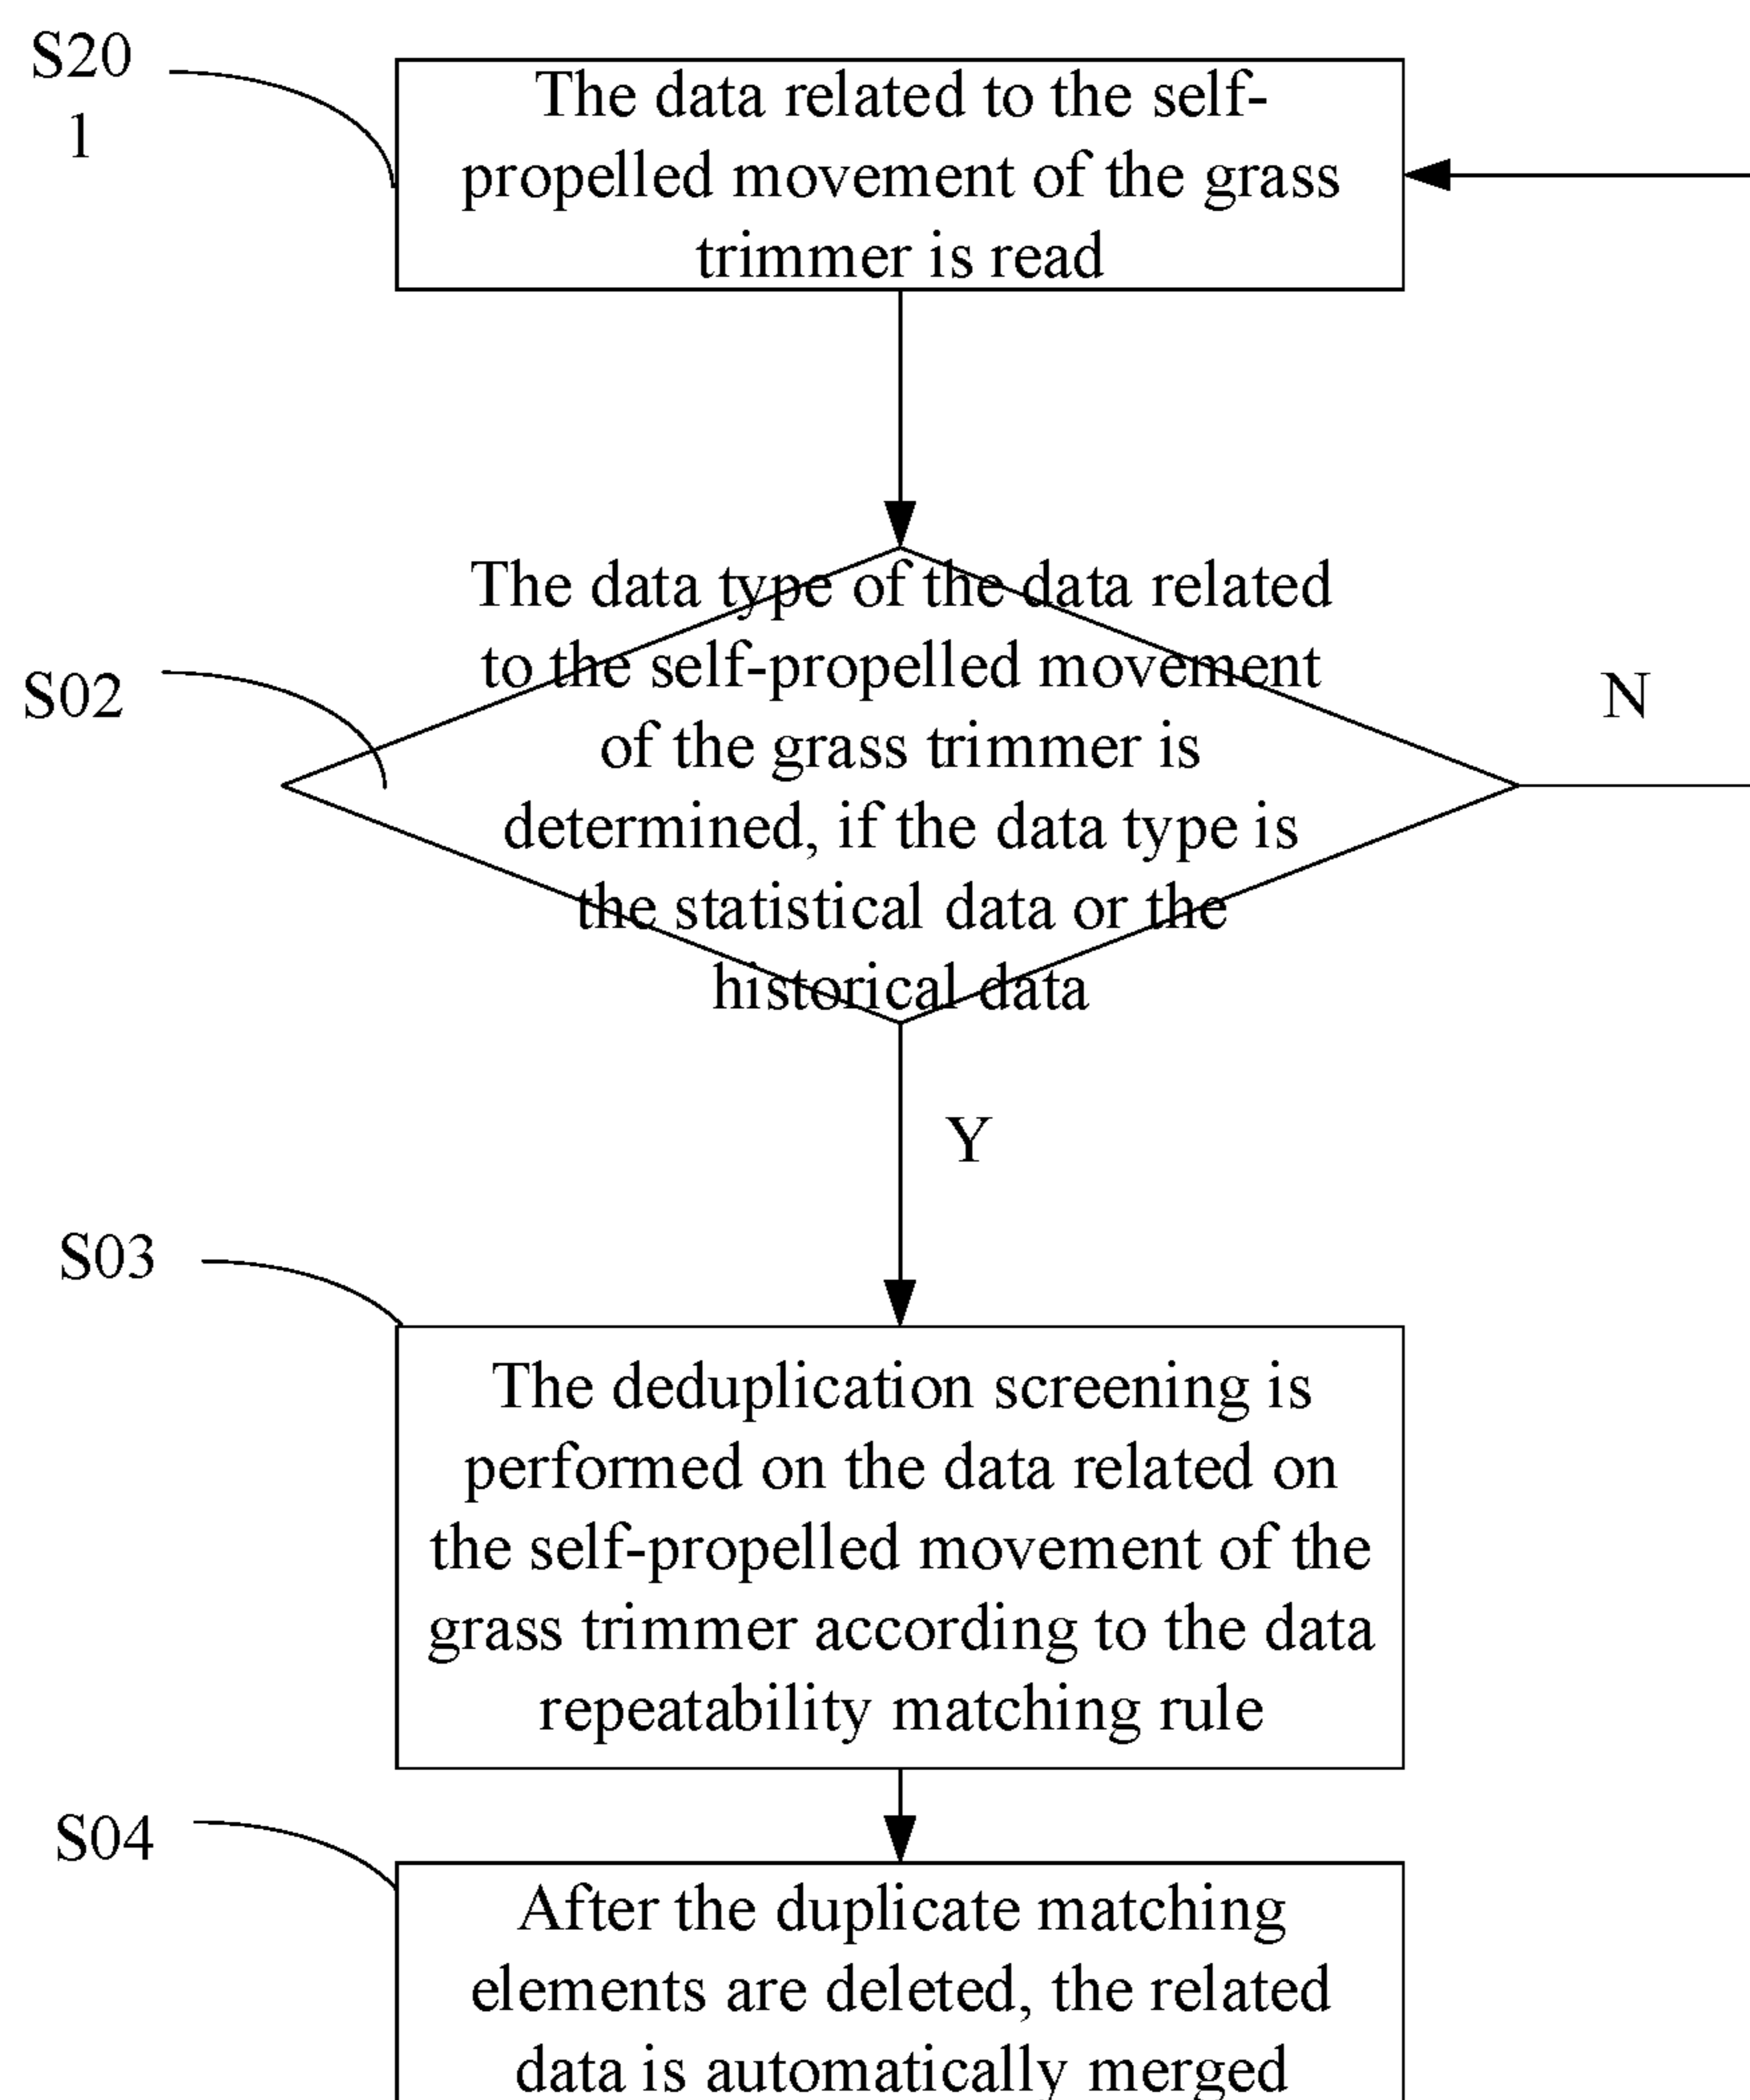 S20
1
The data related to the self-
propelled movement of the grass
trimmer is read
The data type of the data related
to the self-propelled movement
of the grass trimmer is
determined, if the data type is
the statistical data or the
historical data
S02
N
Y
S03
The deduplication screening is
performed on the data related on
the self-propelled movement of the
grass trimmer according to the data
repeatability matching rule
S04
After the duplicate matching
elements are deleted, the related
data is automatically merged